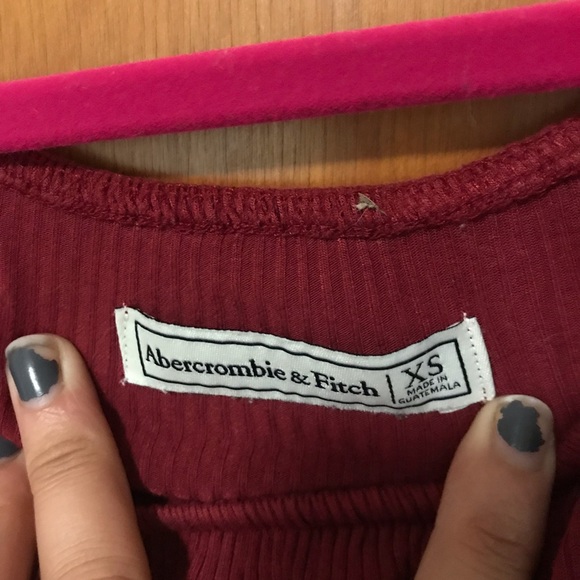 Abercrombie & Fitch
XS
MADE IN
GUATEMALA